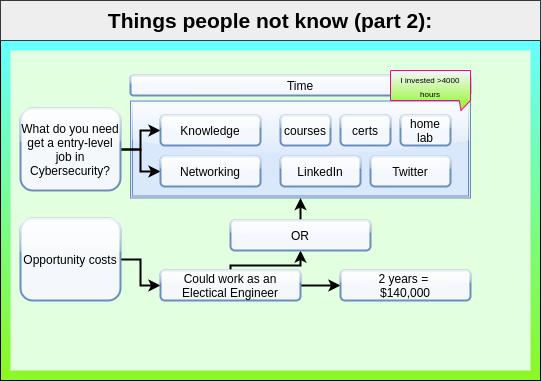 Things people not know (part 2):
Time
I invested >4000
hours
What do you need
get a entry-level
job in
Cybersecurity?
Knowledge
courses
certs
home
lab
Networking
LinkedIn
Twitter
OR
Opportunity costs
Could work as an
Electical Engineer
2 years =
$140,000